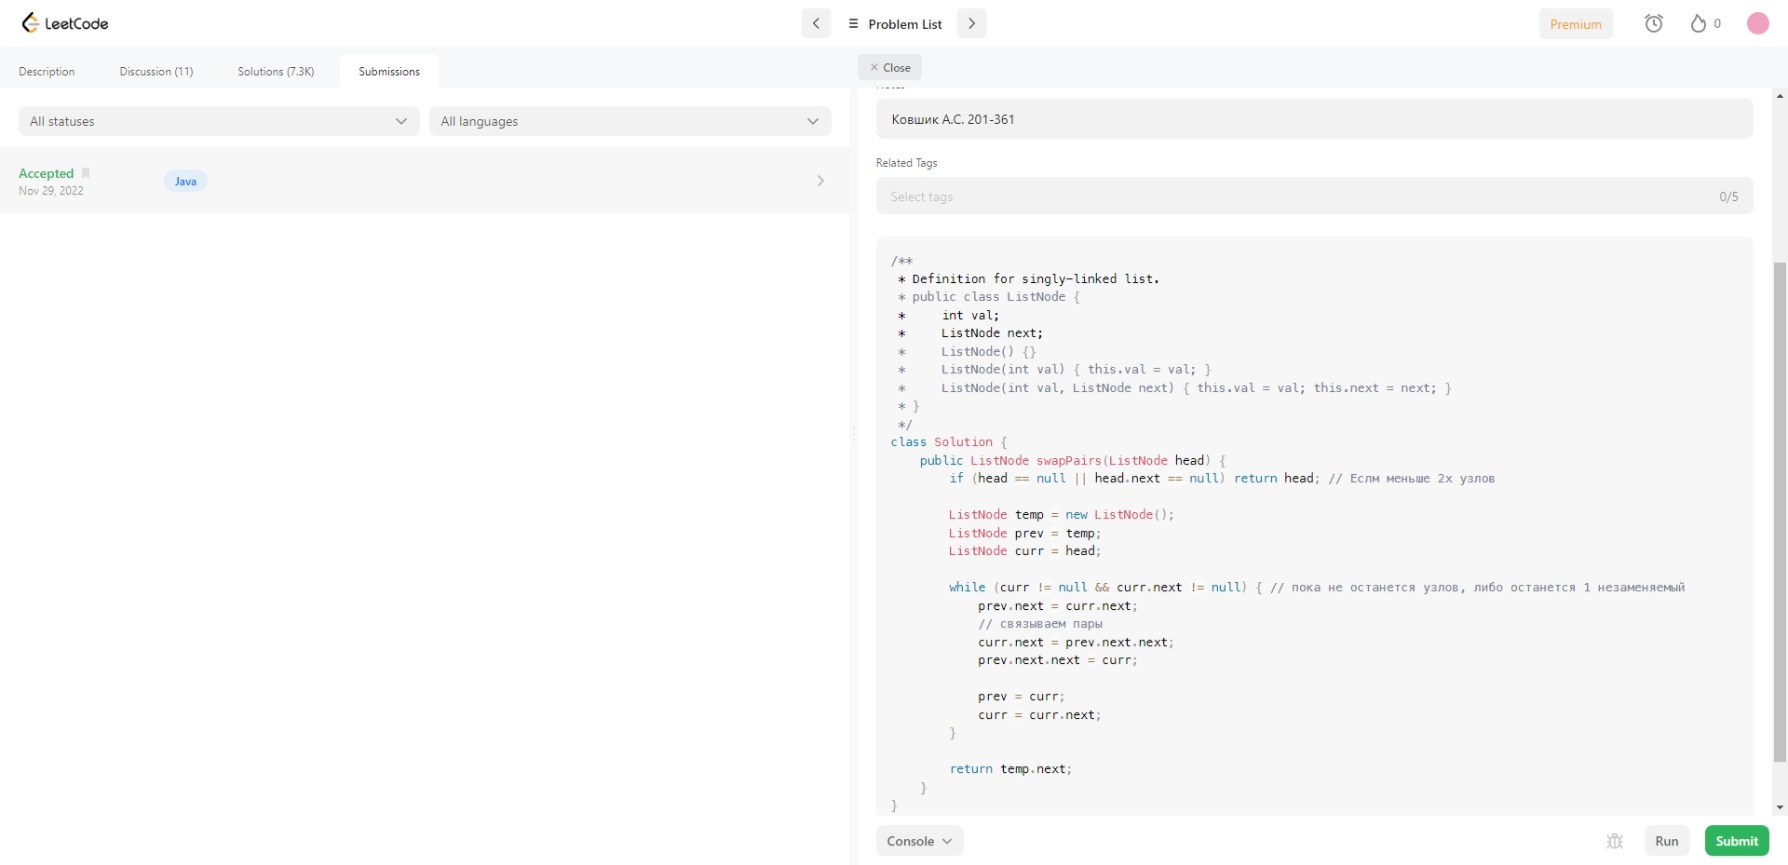 LeetCode
Problem List
Premium
0
Description
Discussion (11)
Solutions (7.3K)
Submissions
Close
All statuses
All languages
Accepted
Nov 29, 2022
Java
Ковшик А.С. 201-361
Related Tags
Select tags
0/5
/**
 * Definition for singly-linked list.
 * public class ListNode {
 *     int val;
 *     ListNode next;
 *     ListNode() {}
 *     ListNode(int val) { this.val = val; }
 *     ListNode(int val, ListNode next) { this.val = val; this.next = next; }
 * }
 */
class Solution {
    public ListNode swapPairs(ListNode head) {
        if (head == null || head.next == null) return head; // Еслм меньше 2х узлов
        ListNode temp = new ListNode();
        ListNode prev = temp;
        ListNode curr = head;
        while (curr != null && curr.next != null) { // пока не останется узлов, либо останется 1 незаменяемый
            prev.next = curr.next;
            // связываем пары
            curr.next = prev.next.next;
            prev.next.next = curr;
            prev = curr;
            curr = curr.next;
        }
        return temp.next;
    }
}
Console
Run
Submit